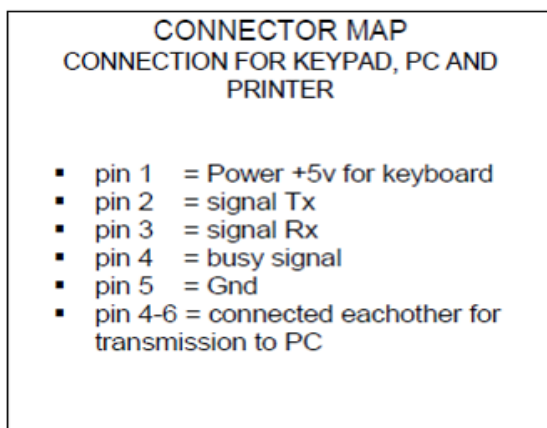 CONNECTOR MAP
CONNECTION FOR KEYPAD, PC AND
PRINTER
▪ pin 1 = Power +5v for keyboard
▪ pin 2 = signal Tx
▪ pin 3 = signal Rx
▪ pin 4 = busy signal
▪ pin 5 = Gnd
▪ pin 4-6 = connected eachother for
transmission to PC